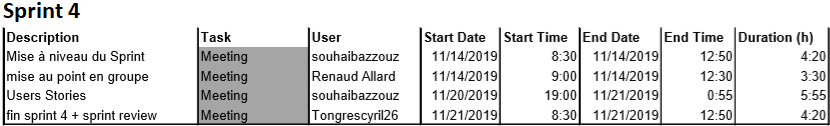 Sprint 4
Description Task User Start Date Start Time End Date End Time Duration (h)
Mise à niveau du Sprint Meeting souhaibazzouz 11/14/2019 8:30 11/14/2019 12:50 4:20
mise au point en groupe Meeting Renaud Allard 11/14/2019 9:00 11/14/2019 12:30 3:30
Users Stories Meeting souhaibazzouz 11/20/2019 19:00 11/21/2019 0:55 5:55
fin sprint 4 + sprint review Meeting Tongrescyril26 11/21/2019 8:30 11/21/2019 12:50 4:20